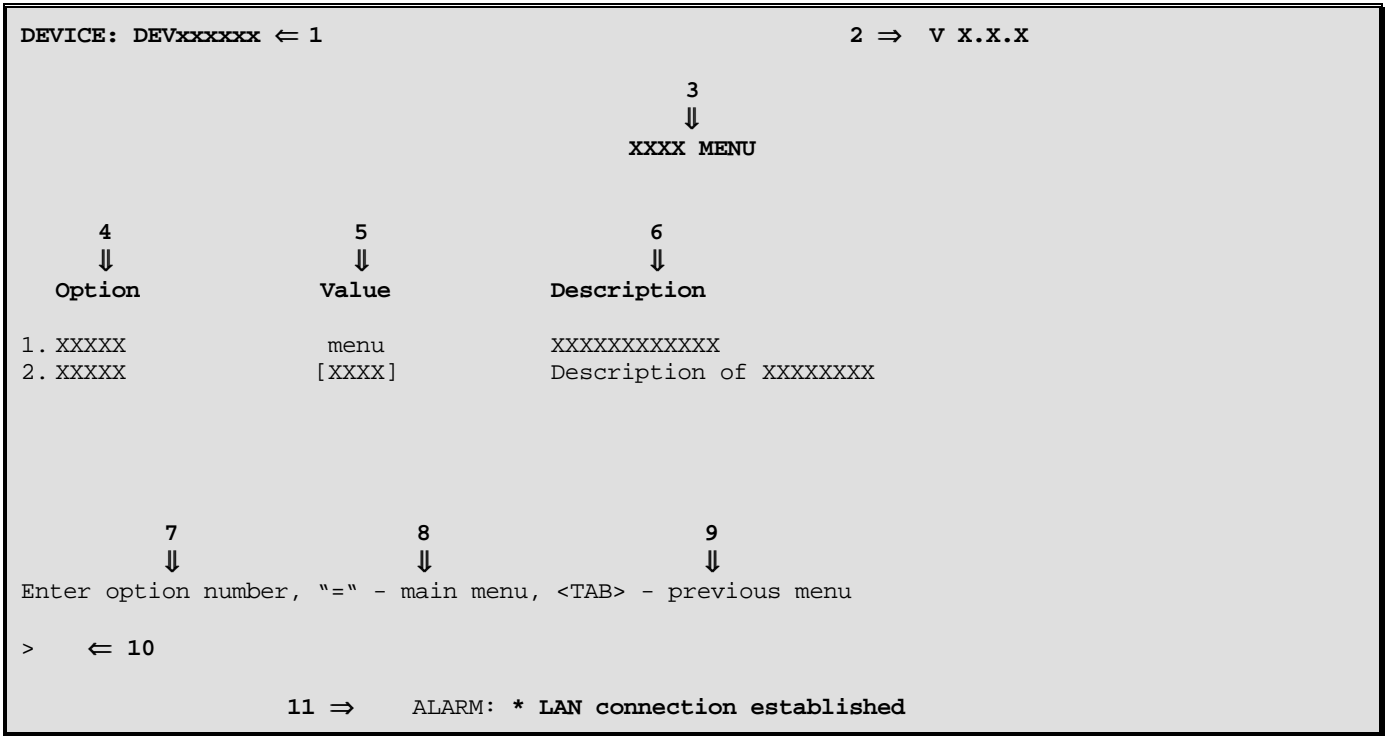 DEVICE: DEVxxxxxx ⇐ 1 2 ⇒ V X.X.X
3
⇓
XXXX MENU
4 5 6
⇓ ⇓ ⇓
Option Value Description
1. XXXXX menu XXXXXXXXXXXX
2. XXXXX [XXXX] Description of XXXXXXXX
7 8 9
⇓ ⇓ ⇓
Enter option number, “=“ - main menu, <TAB> - previous menu
> ⇐ 10
11 ⇒ ALARM: * LAN connection established